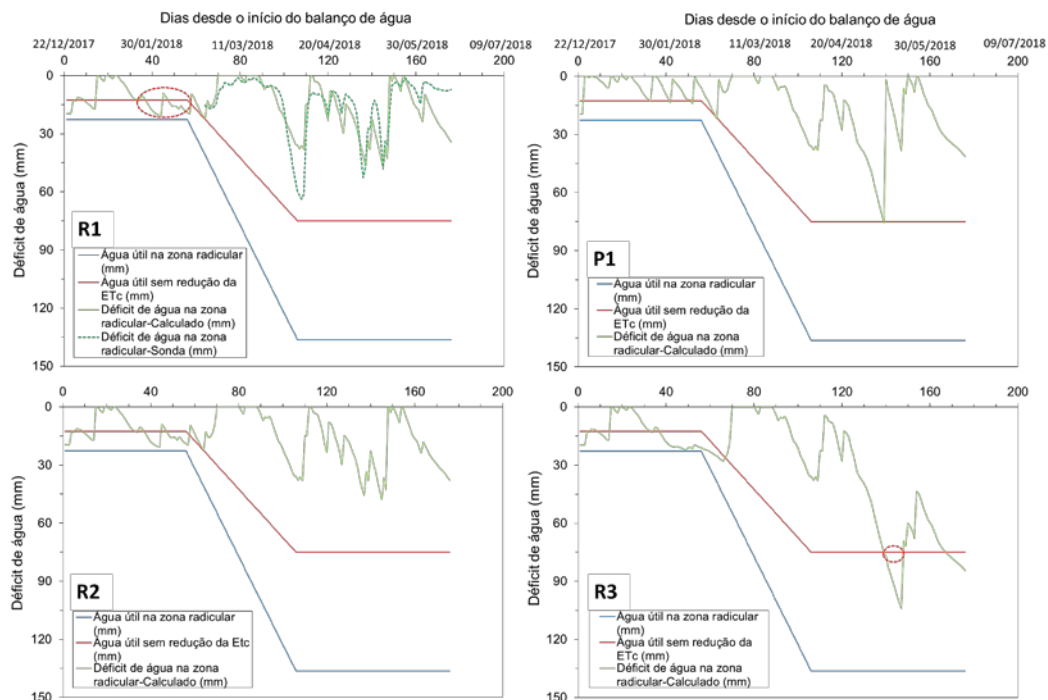 Dias desde o início do balanço de água
22/12/2017 30/01/2018 11/03/2018 20/04/2018 30/05/2018 09/07/2018
0 40 80 120 160 200
0
30
60
90
120
150
Déficit de água (mm)
R1
Água útil na zona radicular
(mm)
Água útil sem redução da
ETc (mm)
Déficit de água na zona
radicular-Calculado (mm)
Déficit de água na zona
radicular-Sonda (mm)
Dias desde o início do balanço de água
22/12/2017 30/01/2018 11/03/2018 20/04/2018 30/05/2018 09/07/2018
0 40 80 120 160 200
0
30
60
90
120
150
Déficit de água (mm)
P1
Água útil na zona radicular
(mm)
Água útil sem redução da
ETc (mm)
Déficit de água na zona
radicular-Calculado (mm)
0 40 80 120 160 200
0
30
60
90
120
150
Déficit de água (mm)
R2
Água útil na zona radicular
(mm)
Água útil sem redução da Etc
(mm)
Déficit de água na zona
radicular-Calculado (mm)
0 40 80 120 160 200
0
30
60
90
120
150
Déficit de água (mm)
R3
Água útil na zona radicular
(mm)
Água útil sem redução da
ETc (mm)
Déficit de água na zona
radicular-Calculado (mm)